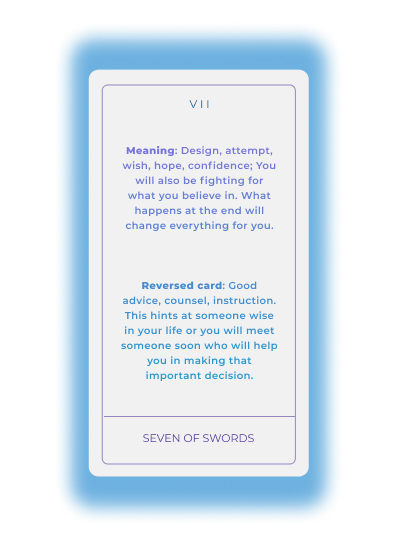 VII
Meaning: Design, attempt,
wish, hope, confidence; You
will also be fighting for
what you believe in. What
happens at the end will
change everything for you.
Reversed card: Good
advice, counsel, instruction.
This hints at someone wise
in your life or you will meet
someone soon who will help
you in making that
important decision.
SEVEN OF SWORDS